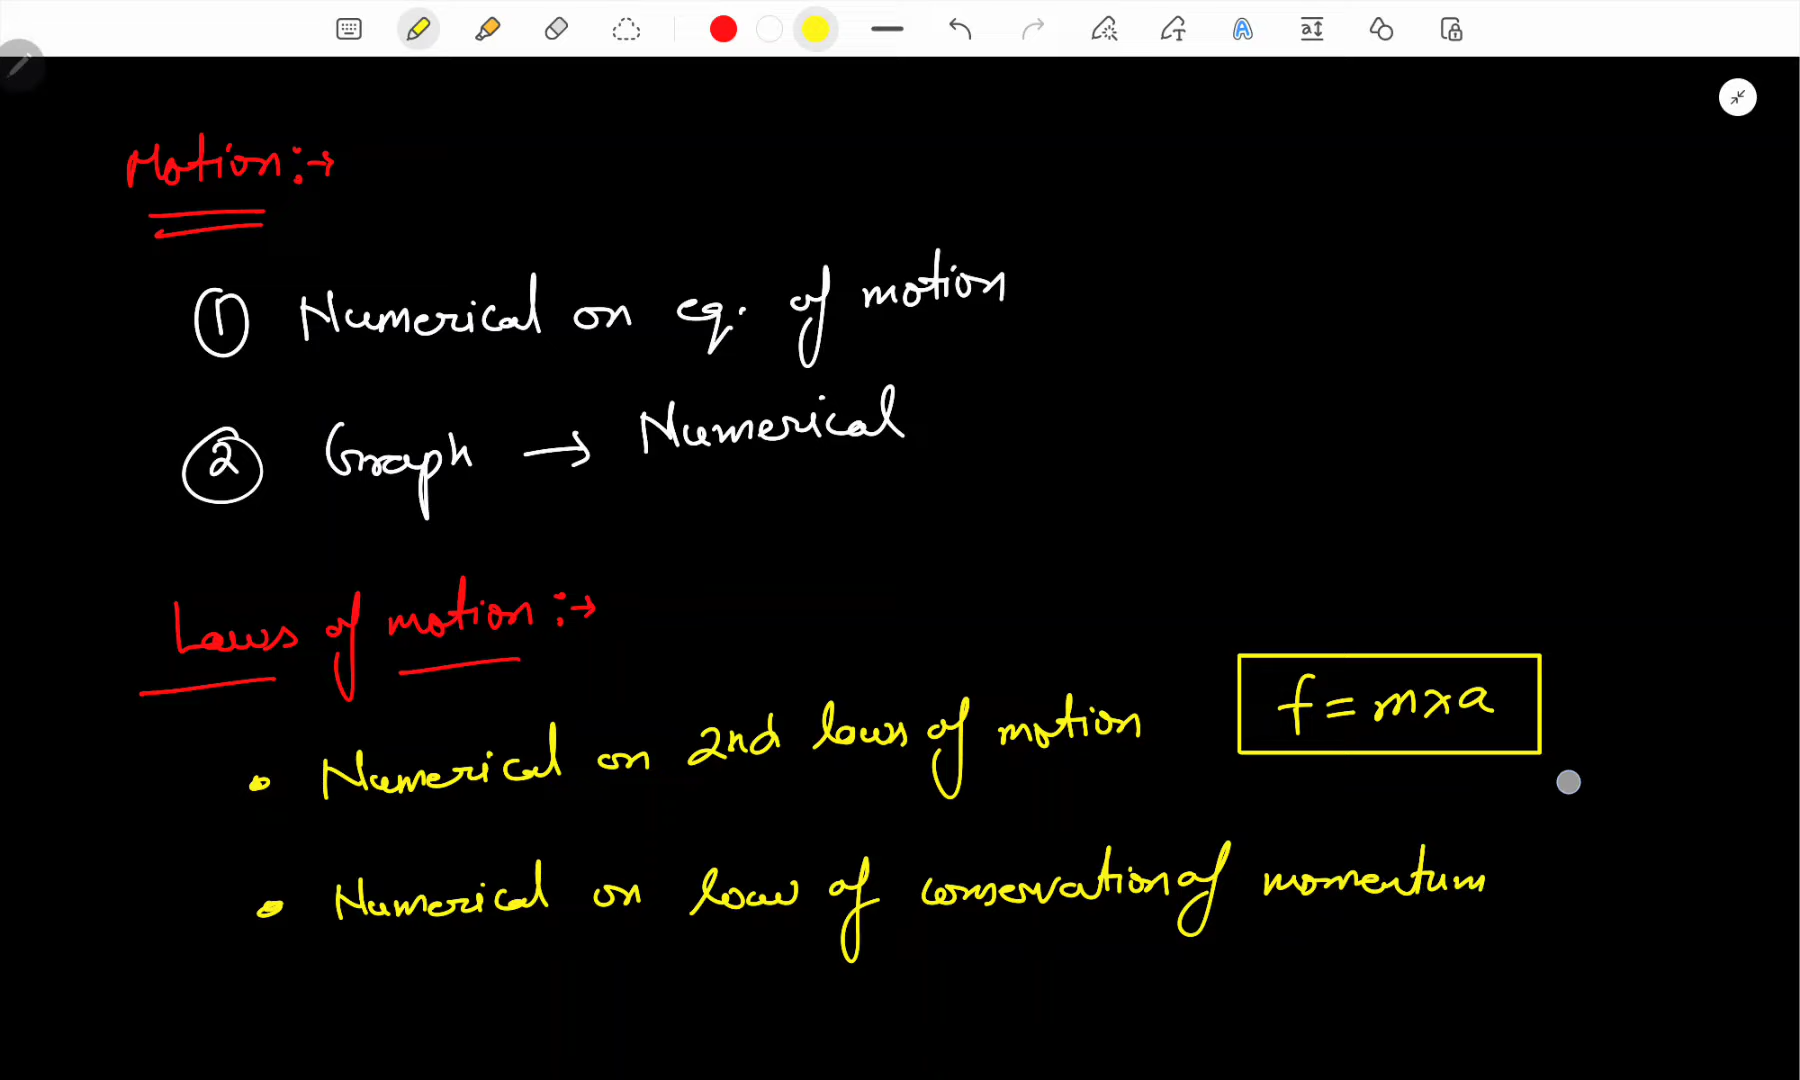 Motion:→
① Numerical on eq. of motion
② Graph → Numerical
Laws of motion:→
• Numerical on 2nd laws of motion
f = m×a
• Numerical on law of conservation of momentum